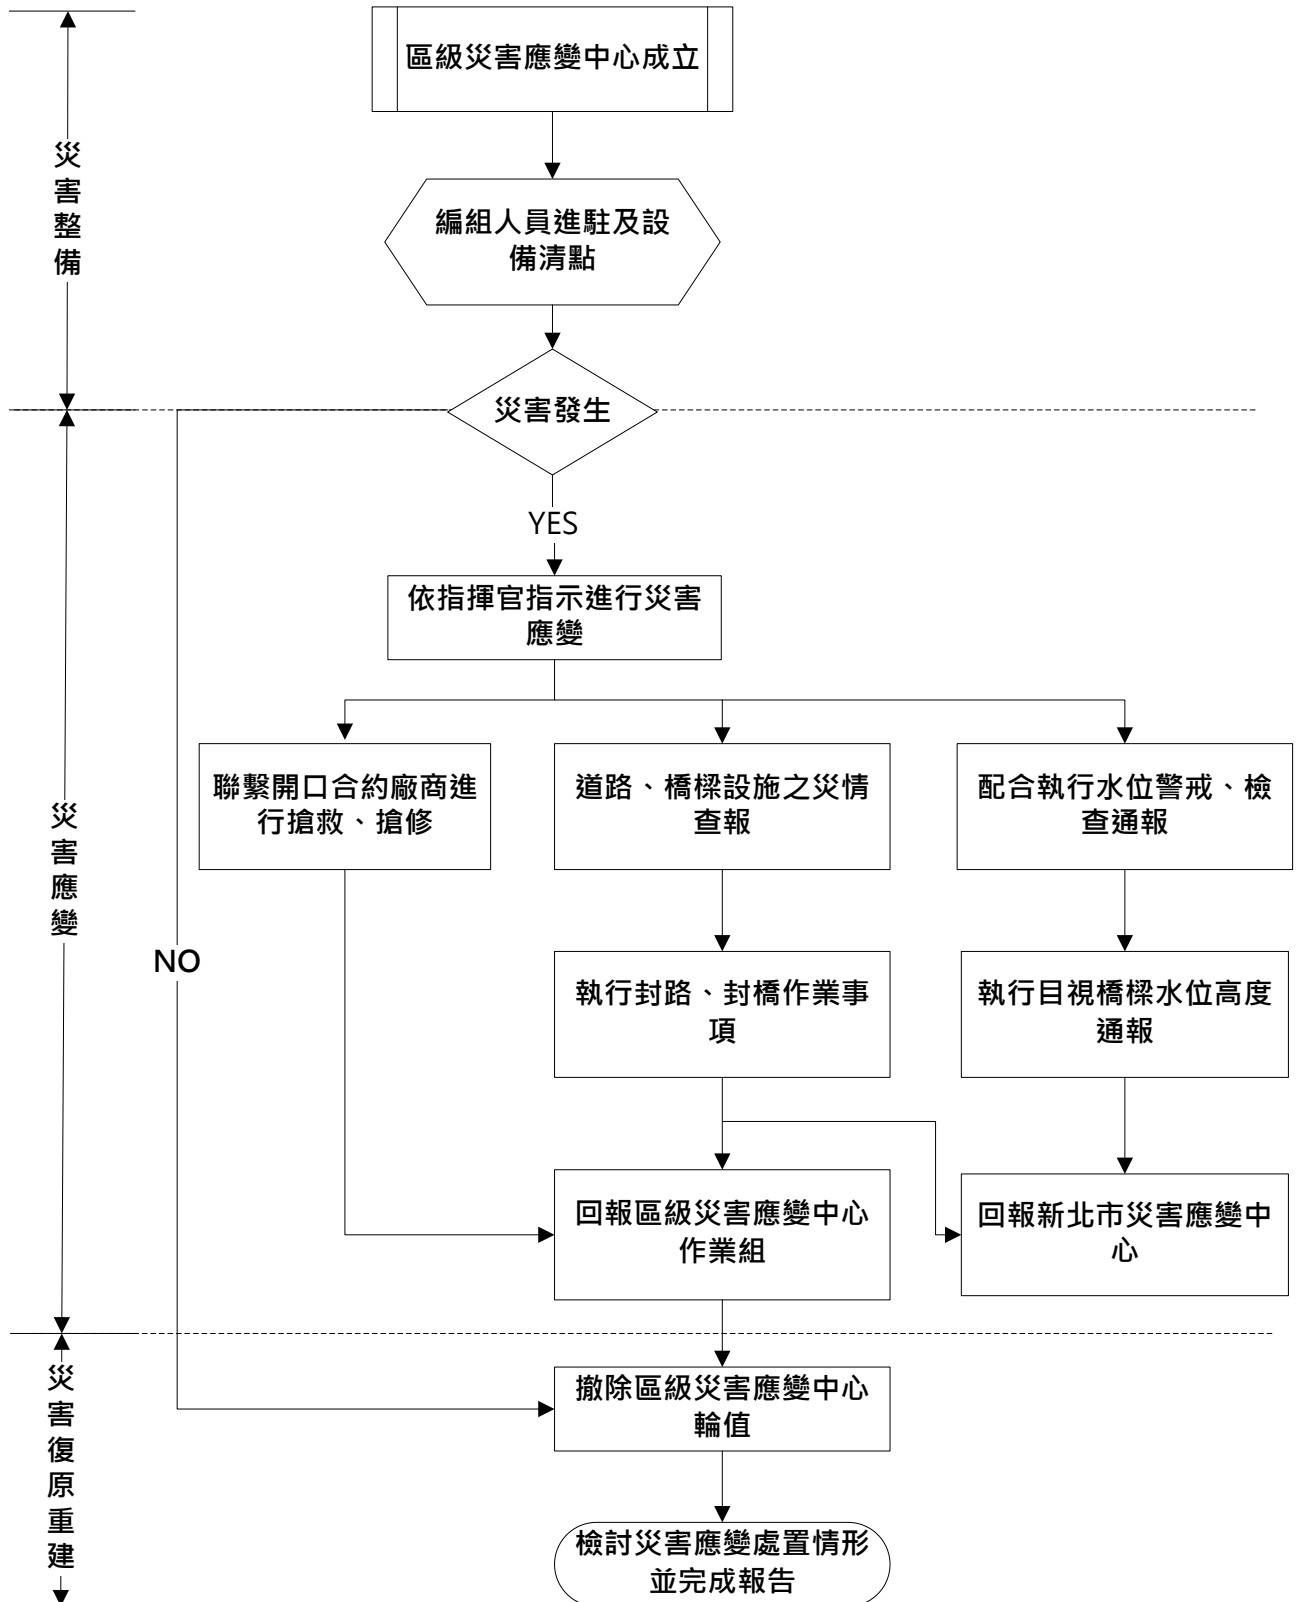 區級災害應變中心成立
災害整備
編組人員進駐及設
備清點
災害發生
YES
依指揮官指示進行災害
應變
災害應變
聯繫開口合約廠商進
行搶救、搶修
道路、橋樑設施之災情
查報
配合執行水位警戒、檢
查通報
NO
執行封路、封橋作業事
項
執行目視橋樑水位高度
通報
回報區級災害應變中心
作業組
回報新北市災害應變中
心
災害復原重建
撤除區級災害應變中心
輪值
檢討災害應變處置情形
並完成報告